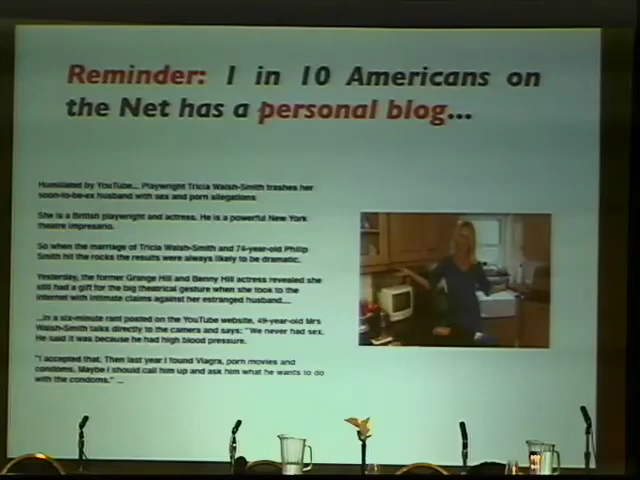 Reminder: 1 in 10 Americans on
the Net has a personal blog...
Humiliated by YouTube... Playwright Tricia Walsh-Smith trashes her
soon-to-be-ex husband with sex and porn allegations
She is a British playwright and actress. He is a powerful New York
theatre impresario.
So when the marriage of Tricia Walsh-Smith and 74-year-old Philip
Smith hit the rocks the results were always likely to be dramatic.
Yesterday, the former Grange Hill and Benny Hill actress revealed she
still had a gift for the big theatrical gesture when she took to the
internet with intimate claims against her estranged husband....
...In a six-minute rant posted on the YouTube website, 49-year-old Mrs
Walsh-Smith talks directly to the camera and says: "We never had sex.
He said it was because he had high blood pressure.
"I accepted that. Then last year I found Viagra, porn movies and
condoms. Maybe I should call him up and ask him what he wants to do
with the condoms." ...